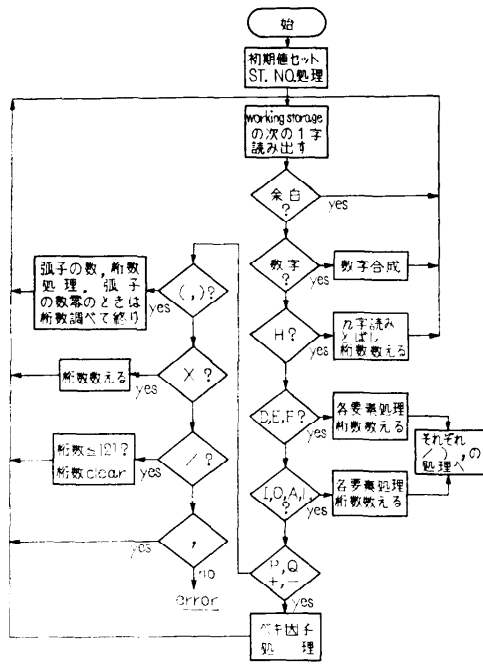 始
初期値セット
ST. NO.処理
working storage
の次の1字
読み出す
余白
?
yes
数字
?
yes
数字合成
H?
yes
n字読み
とばし
桁数数える
D,E,F?
yes
各要素処理
桁数数える
I,O,A,L,
?
yes
各要素処理
桁数数える
それぞれ
/ ) , の
処理へ
P,Q
+,-
yes
ベキ因子
処理
(,)?
yes
弧子の数,桁数
処理.弧子
の数零のときは
桁数調べて終り
X?
yes
桁数数える
/?
yes
桁数≦121?
桁数clear
,
yes
no
error